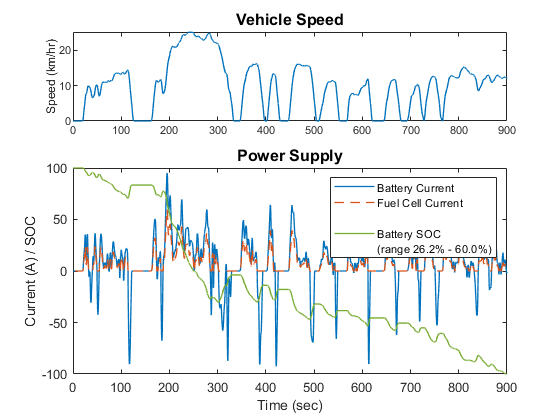 Vehicle Speed
Speed (km/hr)
20
10
0
0 100 200 300 400 500 600 700 800 900
Power Supply
Current (A) / SOC
100
50
0
-50
-100
Battery Current
Fuel Cell Current
Battery SOC
(range 26.2% - 60.0%)
0 100 200 300 400 500 600 700 800 900
Time (sec)